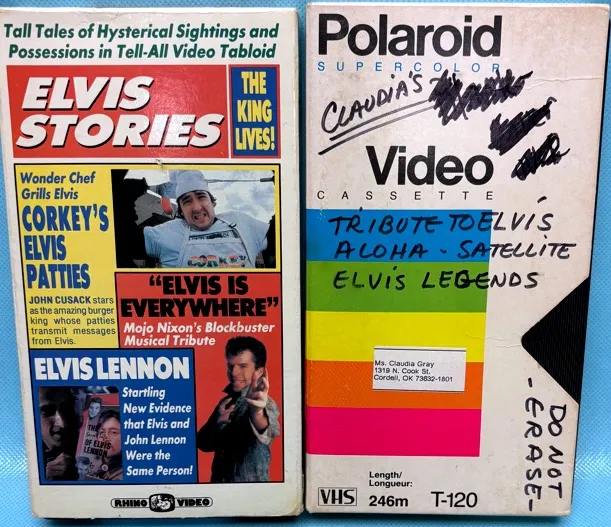 Tall Tales of Hysterical Sightings and
Possessions in Tell-All Video Tabloid
ELVIS
STORIES
THE
KING
LIVES!
Wonder Chef
Grills Elvis
CORKEY'S
ELVIS
PATTIES
JOHN CUSACK stars
as the amazing burger
king whose patties
transmit messages
from Elvis.
"ELVIS IS
EVERYWHERE"
Mojo Nixon's Blockbuster
Musical Tribute
ELVIS LENNON
Startling
New Evidence
that Elvis and
John Lennon
Were the
Same Person!
OF ELVIS
LENNON
RHINO VIDEO
Polaroid
SUPERCOLOR
CLAUDIA'S
Video
CASSETTE
TRIBUTE TO ELVIS
ALOHA - SATELLITE
ELVIS LEGENDS
Ms. Claudia Gray
1319 N. Cook St.
Cordell, OK 73632-1801
DO NOT
- ERASE -
Length/
Longueur:
VHS 246m T-120